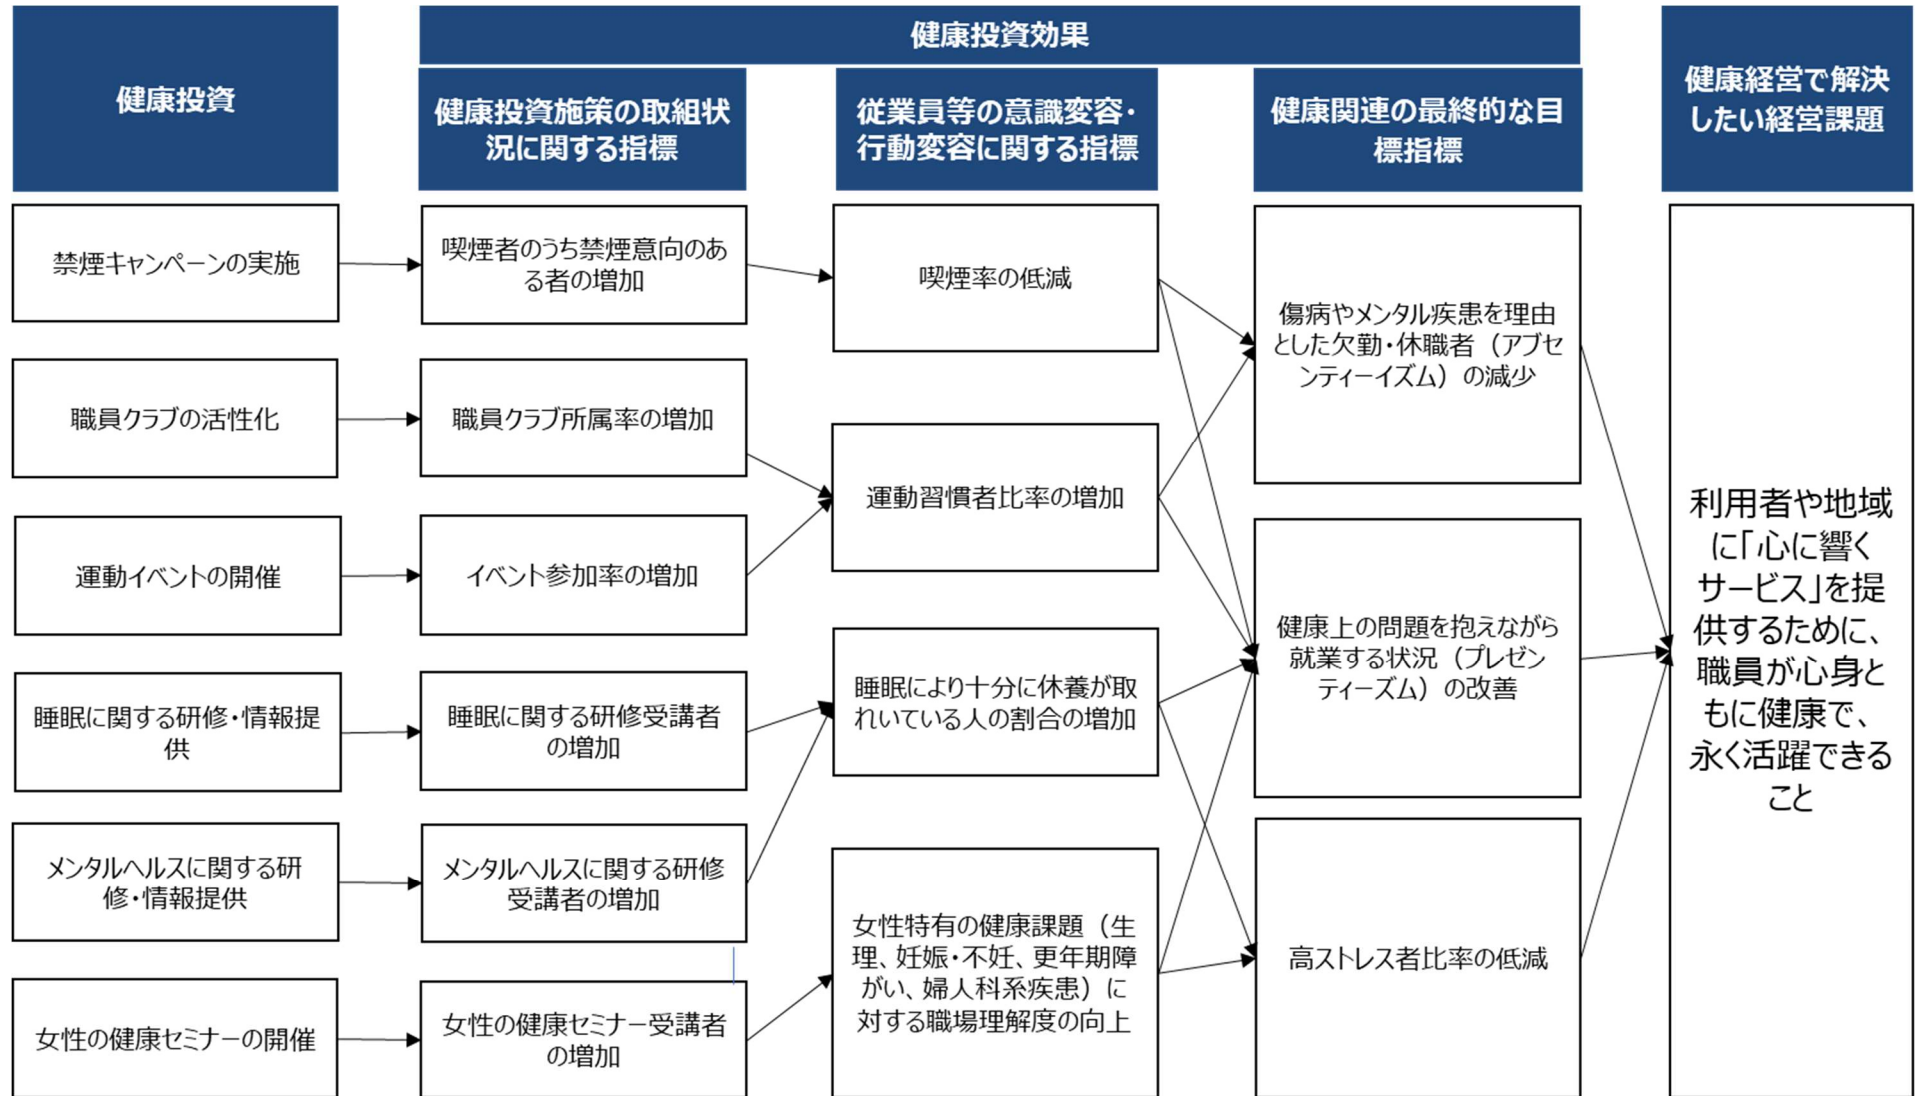 健康投資
健康投資効果
健康投資施策の取組状
況に関する指標
従業員等の意識変容・
行動変容に関する指標
健康関連の最終的な目
標指標
健康経営で解決
したい経営課題
禁煙キャンペーンの実施
喫煙者のうち禁煙意向のあ
る者の増加
喫煙率の低減
傷病やメンタル疾患を理由
とした欠勤・休職者（アブセ
ンティーイズム）の減少
職員クラブの活性化
職員クラブ所属率の増加
運動習慣者比率の増加
運動イベントの開催
イベント参加率の増加
健康上の問題を抱えながら
就業する状況（プレゼン
ティーズム）の改善
睡眠に関する研修・情報提
供
睡眠に関する研修受講者
の増加
睡眠により十分に休養が取
れいている人の割合の増加
メンタルヘルスに関する研
修・情報提供
メンタルヘルスに関する研修
受講者の増加
女性特有の健康課題（生
理、妊娠・不妊、更年期障
がい、婦人科系疾患）に
対する職場理解度の向上
高ストレス者比率の低減
女性の健康セミナーの開催
女性の健康セミナー受講者
の増加
利用者や地域
に「心に響く
サービス」を提
供するために、
職員が心身と
もに健康で、
永く活躍できる
こと